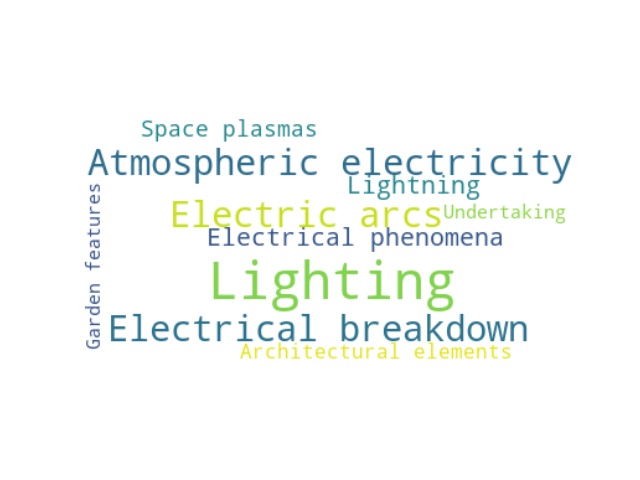 Space plasmas
Atmospheric electricity
Lightning
Electric arcs
Undertaking
Electrical phenomena
Garden features
Lighting
Electrical breakdown
Architectural elements